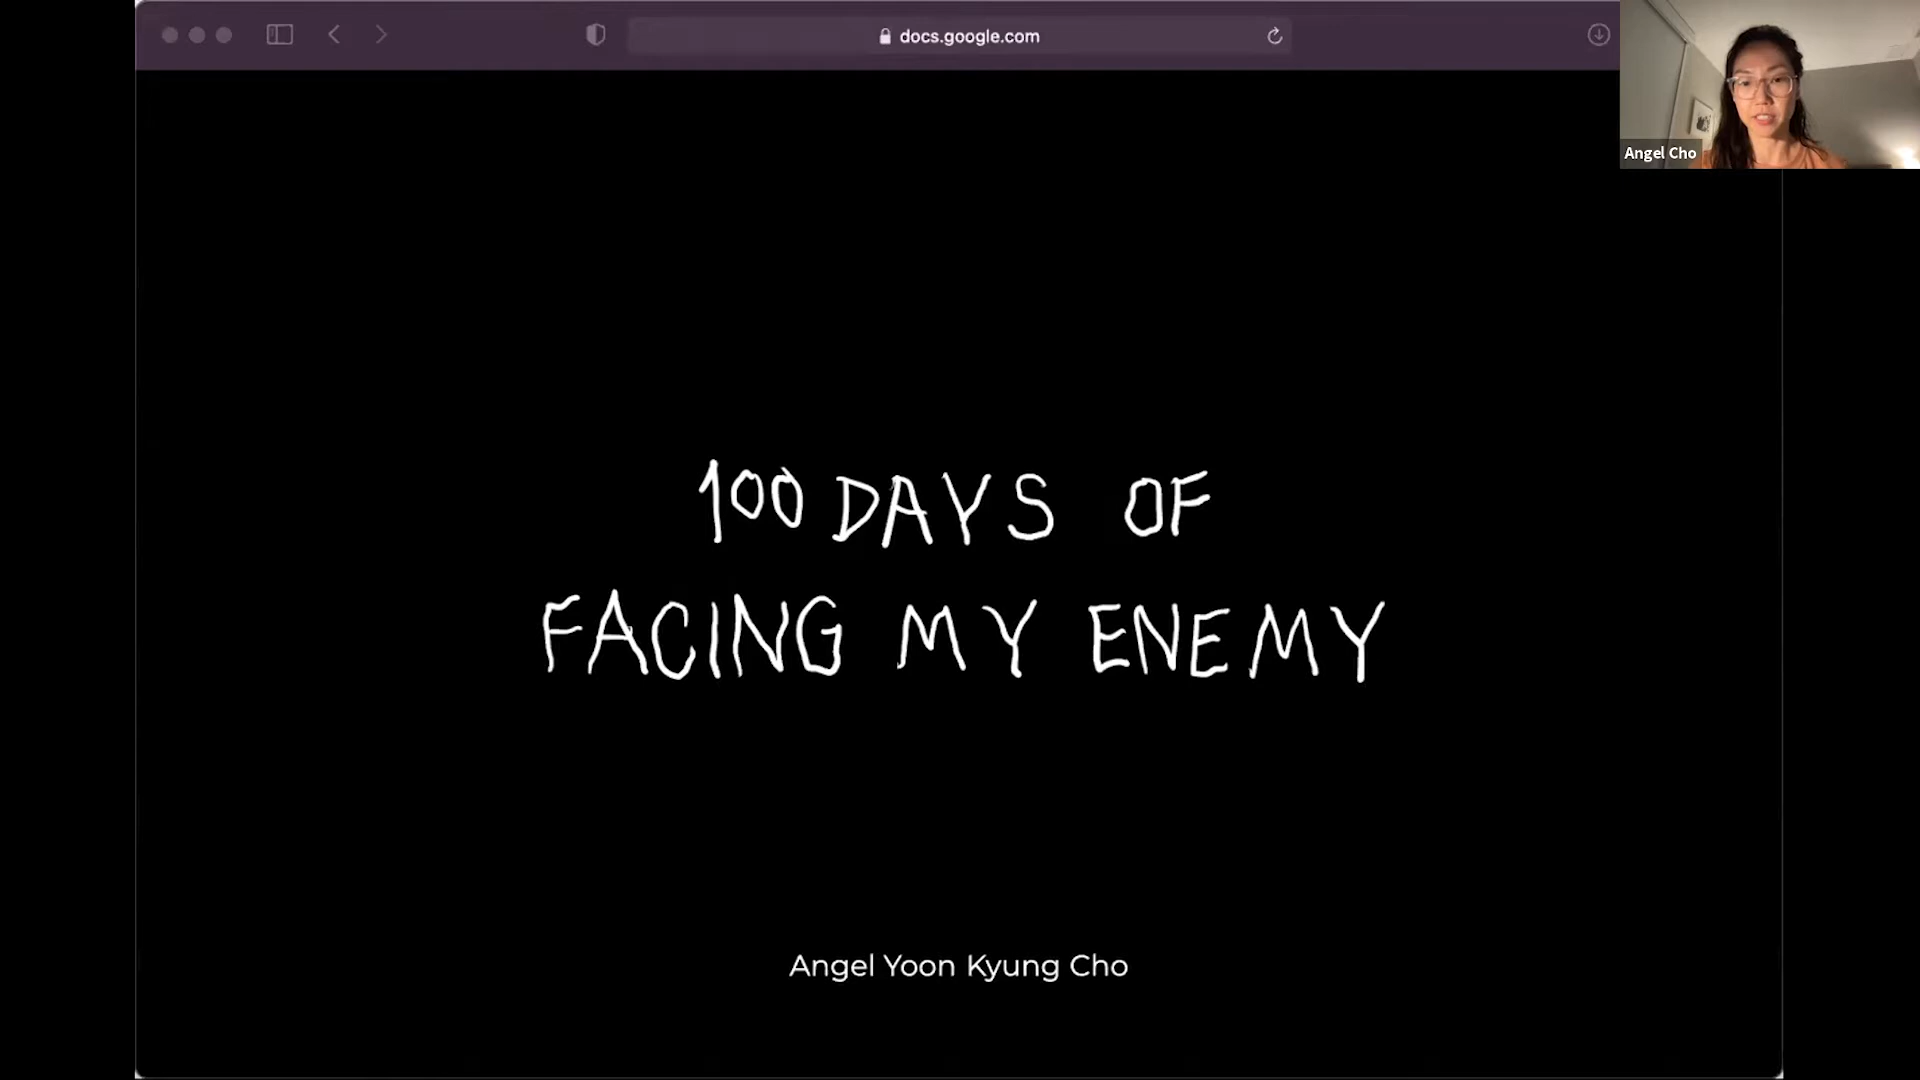 docs.google.com
Angel Cho
100 DAYS OF
FACING MY ENEMY
Angel Yoon Kyung Cho